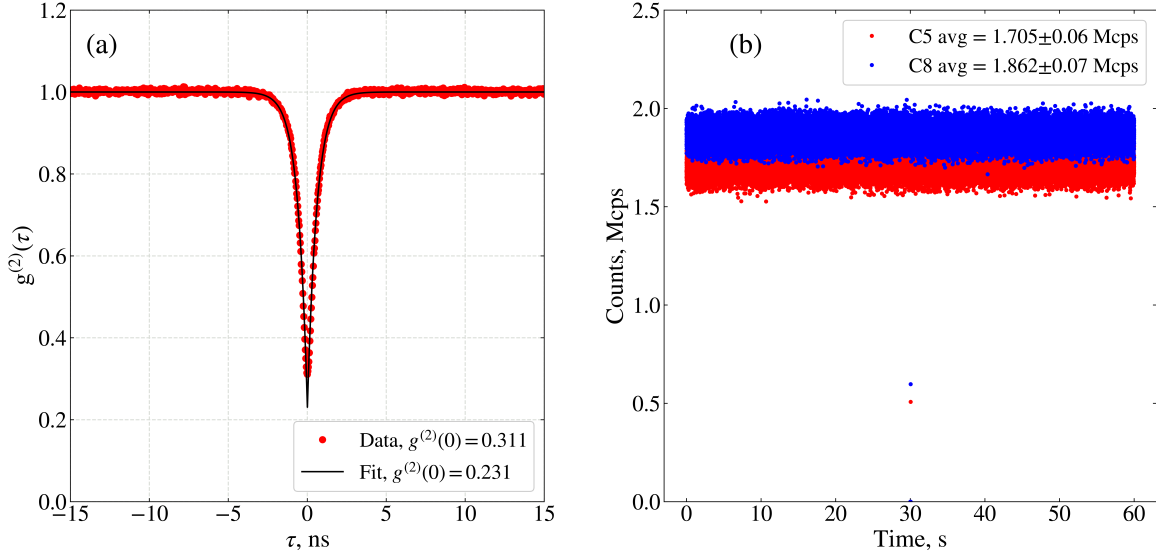 (a)
1.2
1.0
0.8
0.6
0.4
0.2
0.0
g⁽²⁾(τ)
−15
−10
−5
0
5
10
15
τ, ns
Data, g⁽²⁾(0)=0.311
Fit, g⁽²⁾(0)=0.231
(b)
C5 avg = 1.705±0.06 Mcps
C8 avg = 1.862±0.07 Mcps
2.5
2.0
1.5
1.0
0.5
0.0
Counts, Mcps
0
10
20
30
40
50
60
Time, s